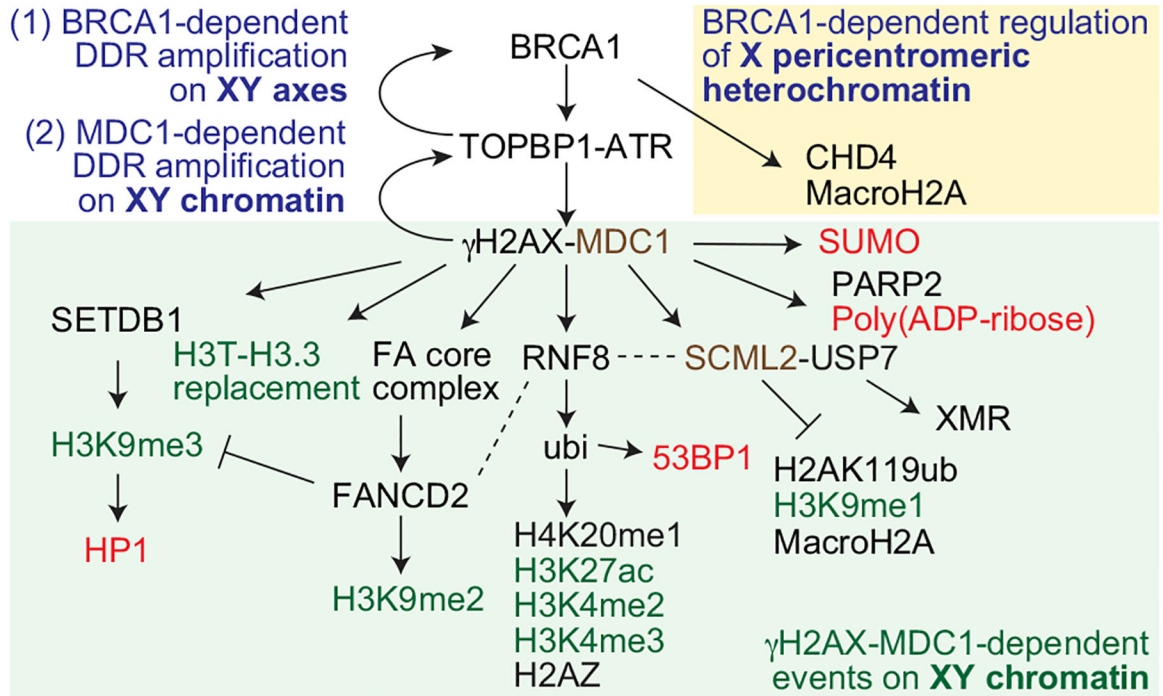 (1) BRCA1-dependent
DDR amplification
on XY axes
(2) MDC1-dependent
DDR amplification
on XY chromatin
BRCA1
TOPBP1-ATR
BRCA1-dependent regulation
of X pericentromeric
heterochromatin
CHD4
MacroH2A
γH2AX-MDC1
SUMO
PARP2
Poly(ADP-ribose)
SETDB1
H3T-H3.3
replacement
FA core
complex
RNF8
SCML2-USP7
XMR
H3K9me3
ubi
53BP1
H2AK119ub
H3K9me1
MacroH2A
FANCD2
HP1
H3K9me2
H4K20me1
H3K27ac
H3K4me2
H3K4me3
H2AZ
γH2AX-MDC1-dependent
events on XY chromatin